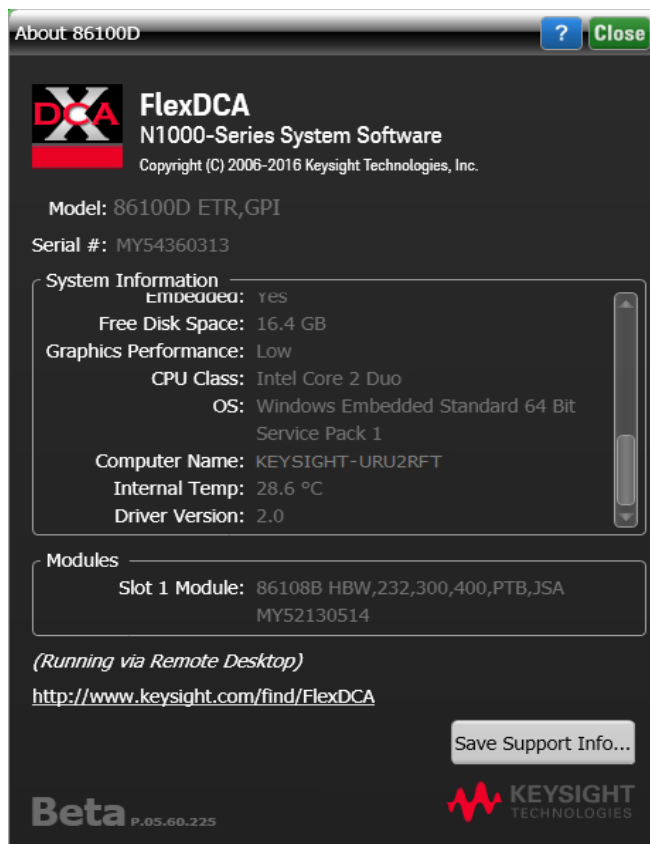 About 86100D
?
Close
DCA
X
FlexDCA
N1000-Series System Software
Copyright (C) 2006-2016 Keysight Technologies, Inc.
Model: 86100D ETR,GPI
Serial #: MY54360313
System Information
Embedded: Yes
Free Disk Space: 16.4 GB
Graphics Performance: Low
CPU Class: Intel Core 2 Duo
OS: Windows Embedded Standard 64 Bit
Service Pack 1
Computer Name: KEYSIGHT-URU2RFT
Internal Temp: 28.6 °C
Driver Version: 2.0
Modules
Slot 1 Module: 86108B HBW,232,300,400,PTB,JSA
MY52130514
(Running via Remote Desktop)
http://www.keysight.com/find/FlexDCA
Save Support Info...
Beta P.05.60.225
KEYSIGHT
TECHNOLOGIES